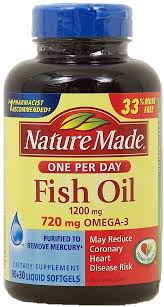 #1 PHARMACIST
RECOMMENDED
33% MORE
FREE
Nature Made
ONE PER DAY
Fish Oil
1200 mg
720 mg OMEGA-3
PURIFIED TO
REMOVE MERCURY
May Reduce
Coronary
Heart
Disease Risk
DIETARY SUPPLEMENT
90+30 LIQUID SOFTGELS